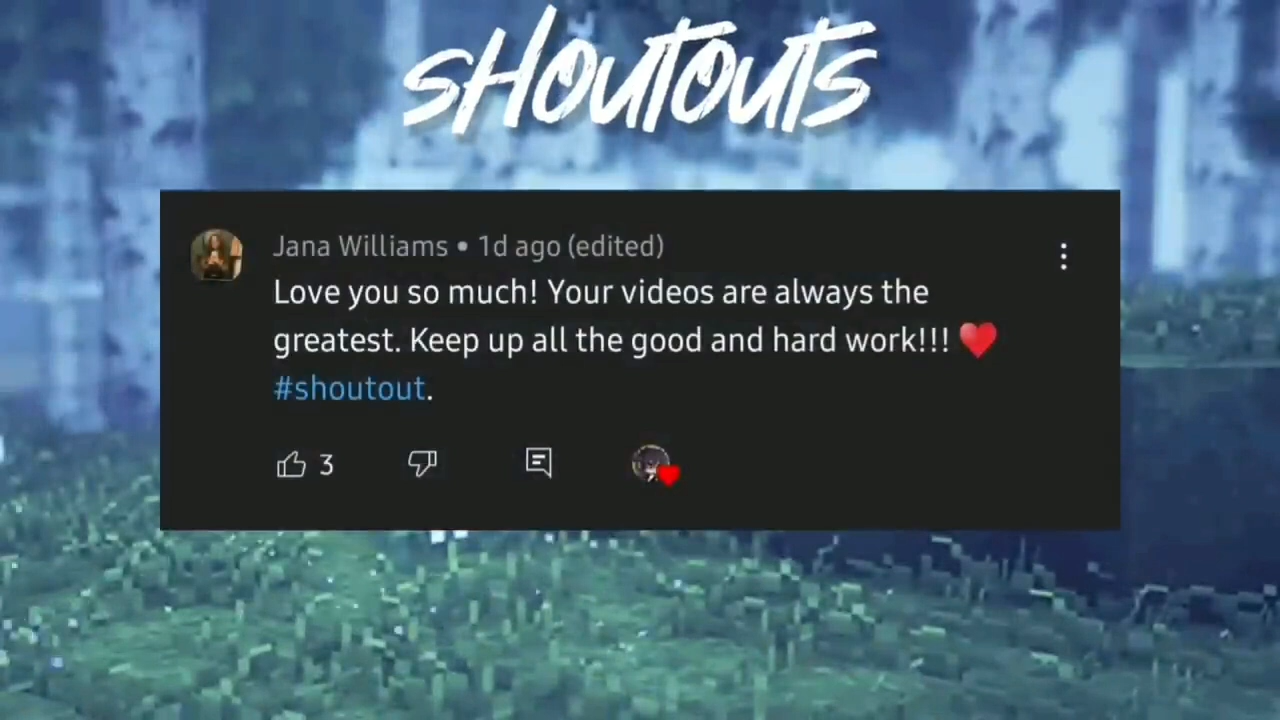 SHOUTOUTS
Jana Williams • 1d ago (edited)
Love you so much! Your videos are always the
greatest. Keep up all the good and hard work!!! ♥️
#shoutout.
3